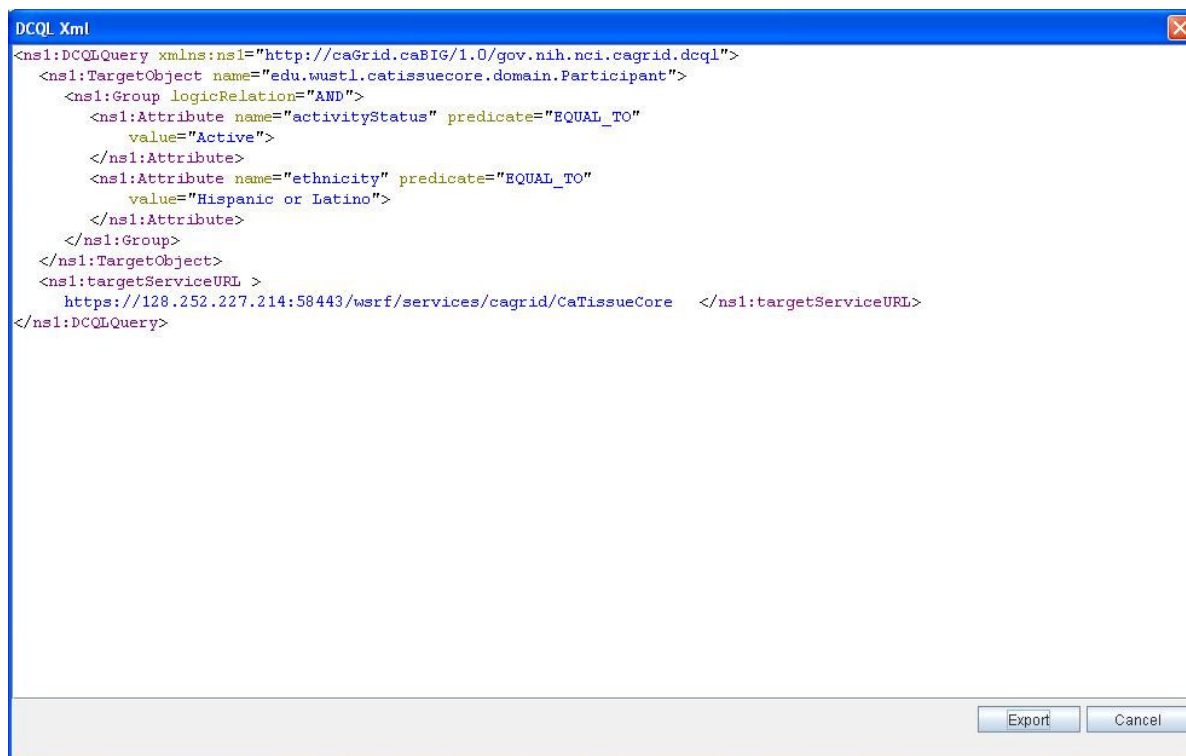 DCQL Xml
<ns1:DCQLQuery xmlns:ns1="http://caGrid.caBIG/1.0/gov.nih.nci.cagrid.dcql">
<ns1:TargetObject name="edu.wustl.catissuecore.domain.Participant">
<ns1:Group logicRelation="AND">
<ns1:Attribute name="activityStatus" predicate="EQUAL_TO"
value="Active">
</ns1:Attribute>
<ns1:Attribute name="ethnicity" predicate="EQUAL_TO"
value="Hispanic or Latino">
</ns1:Attribute>
</ns1:Group>
</ns1:TargetObject>
<ns1:targetServiceURL >
https://128.252.227.214:58443/wsrf/services/cagrid/CaTissueCore </ns1:targetServiceURL>
</ns1:DCQLQuery>
Export Cancel